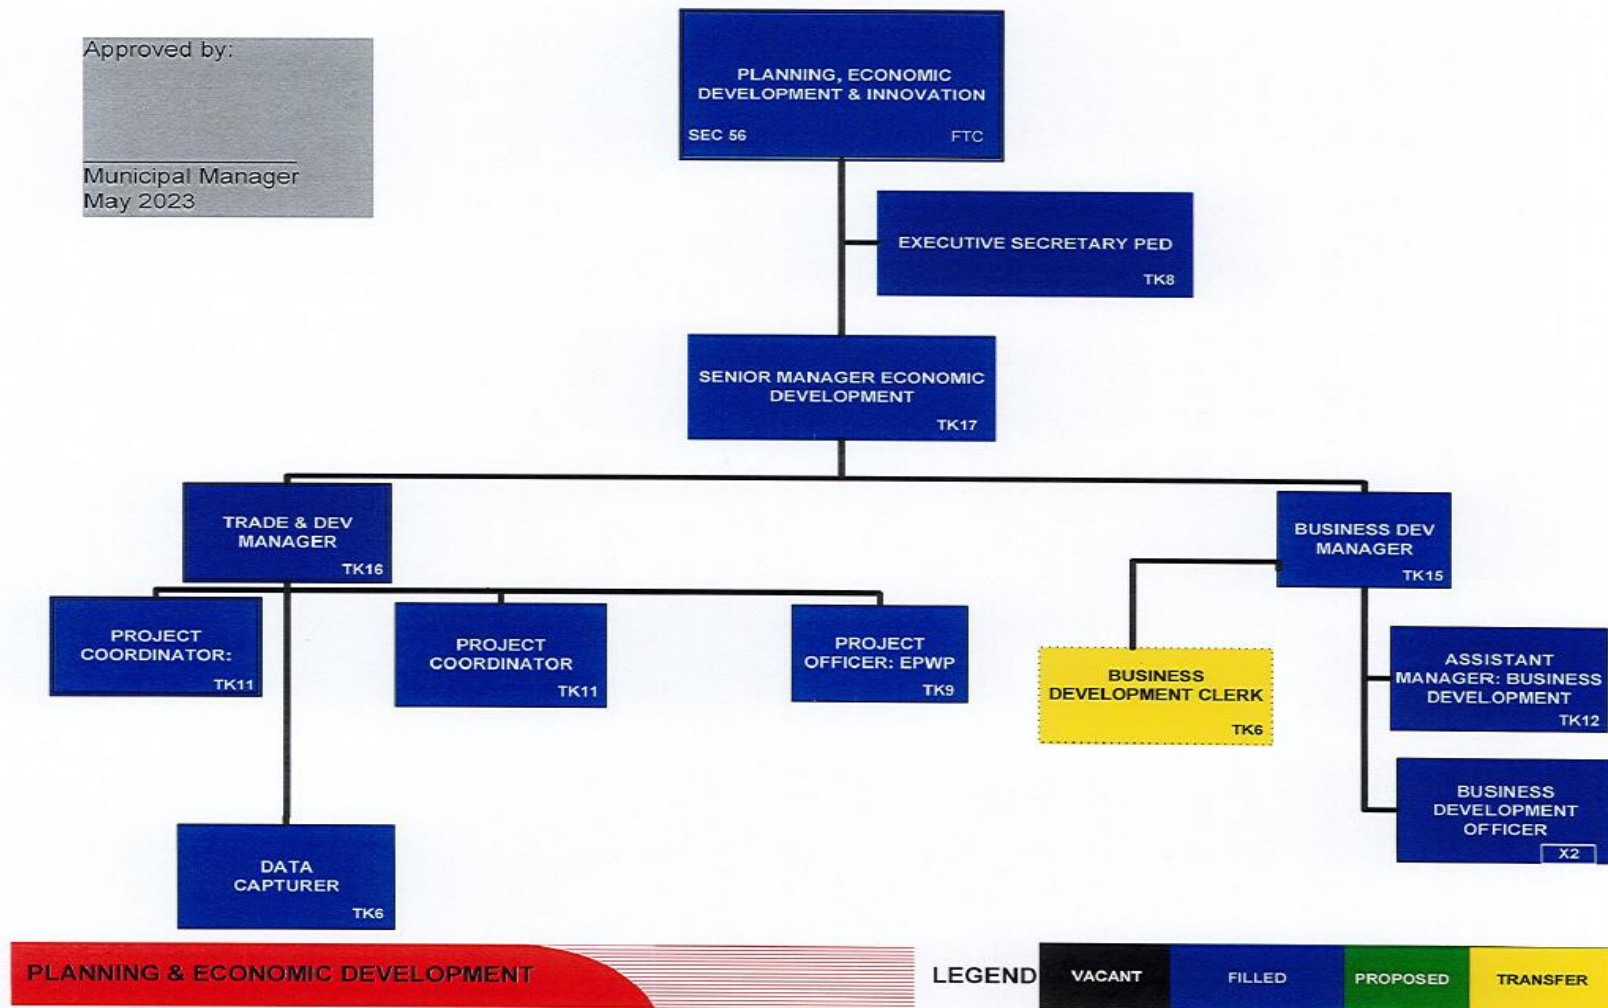 Approved by:
Municipal Manager
May 2023
PLANNING, ECONOMIC
DEVELOPMENT & INNOVATION
SEC 56 FTC
EXECUTIVE SECRETARY PED
TK8
SENIOR MANAGER ECONOMIC
DEVELOPMENT
TK17
TRADE & DEV
MANAGER
TK16
BUSINESS DEV
MANAGER
TK15
PROJECT
COORDINATOR:
TK11
PROJECT
COORDINATOR
TK11
PROJECT
OFFICER: EPWP
TK9
BUSINESS
DEVELOPMENT CLERK
TK6
ASSISTANT
MANAGER: BUSINESS
DEVELOPMENT
TK12
BUSINESS
DEVELOPMENT
OFFICER
X2
DATA
CAPTURER
TK6
PLANNING & ECONOMIC DEVELOPMENT
LEGEND VACANT FILLED PROPOSED TRANSFER